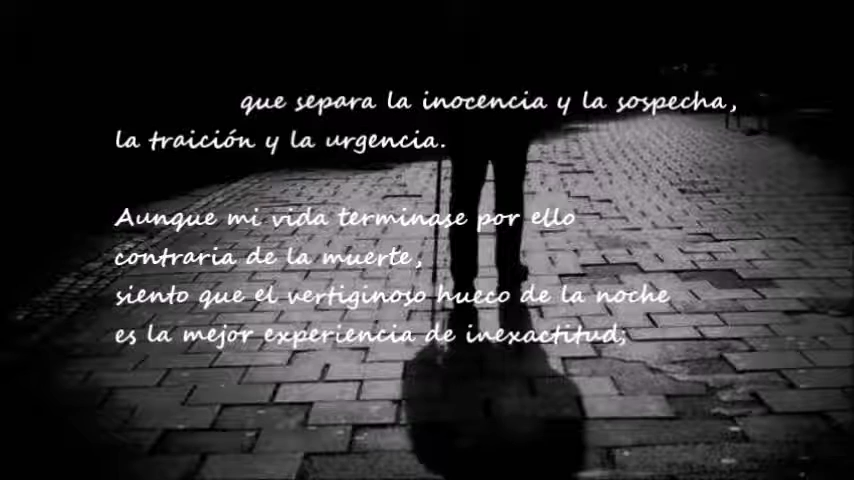 que separa la inocencia y la sospecha,
la traición y la urgencia.
Aunque mi vida terminase por ello
contraria de la muerte,
siento que el vertiginoso hueco de la noche
es la mejor experiencia de inexactitud;